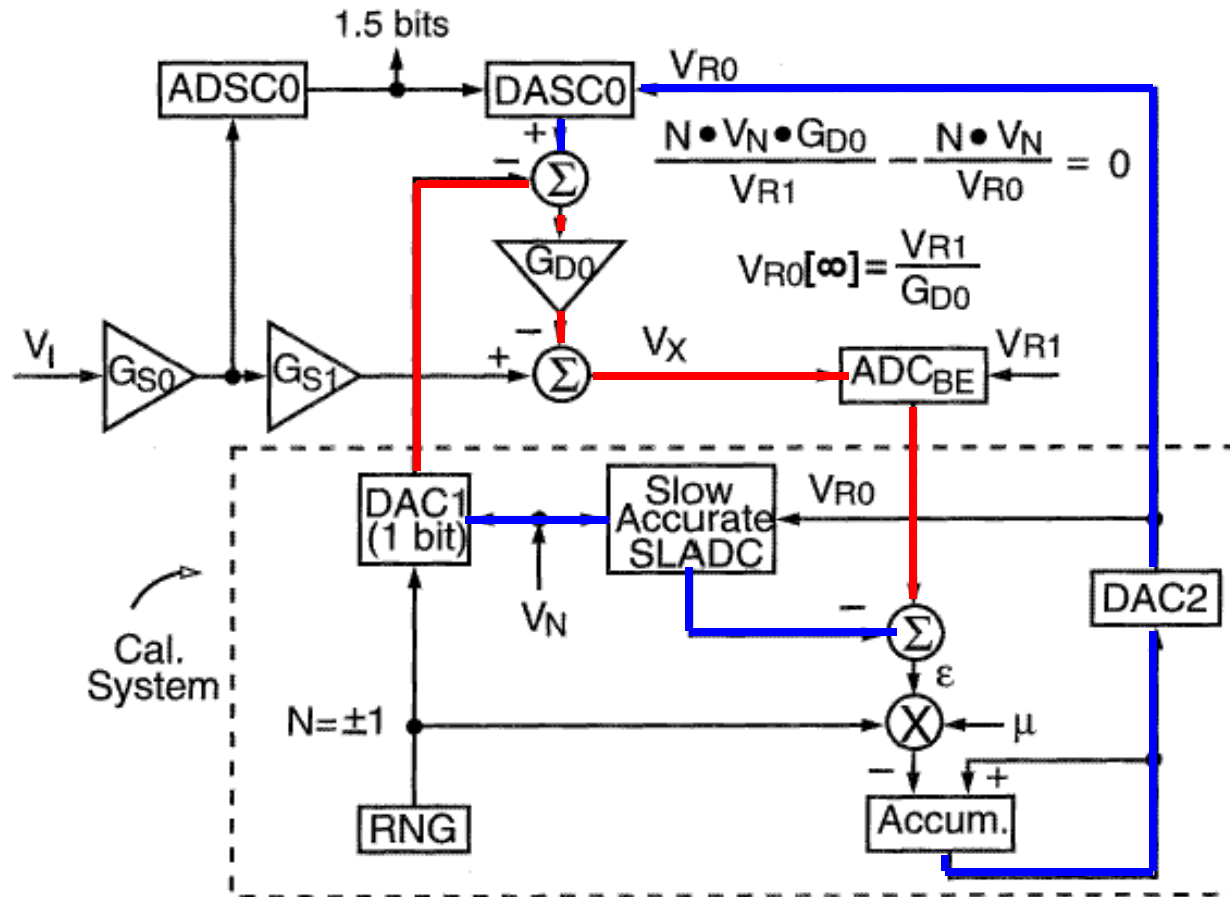 1.5 bits
ADSC0
DASC0
VR0
+
−
Σ
N•VN•GD0 / VR1 − N•VN / VR0 = 0
GD0
VR0[∞]= VR1 / GD0
VI
GS0
GS1
+
−
Σ
VX
ADCBE
VR1
DAC1
(1 bit)
Slow
Accurate
SLADC
VR0
DAC2
VN
−
Σ
ε
Cal.
System
N=±1
X
μ
−
+
RNG
Accum.